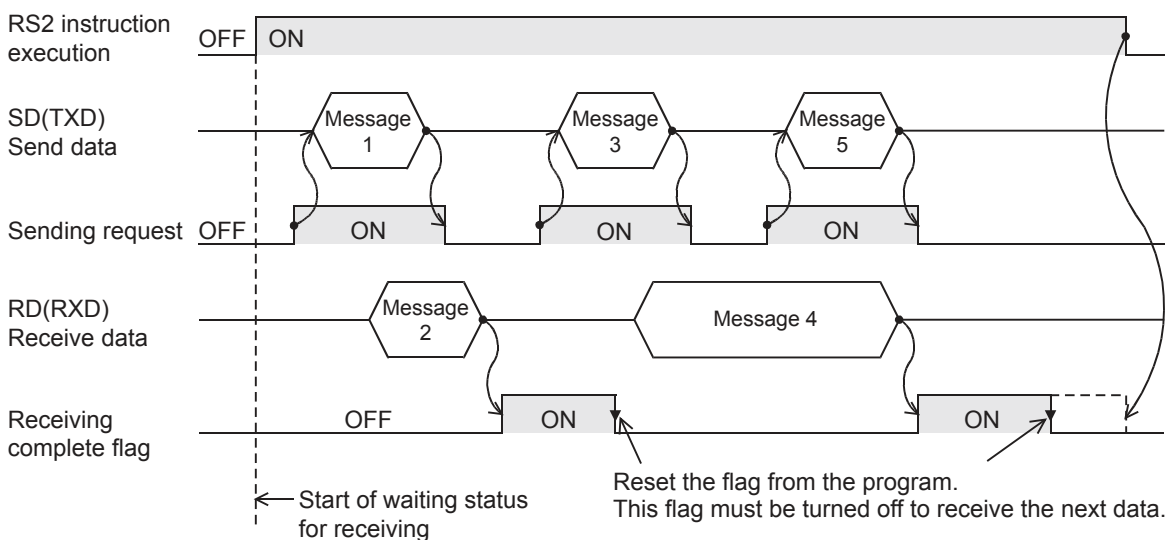 RS2 instruction
execution
OFF
ON
SD(TXD)
Send data
Message
1
Message
3
Message
5
Sending request
OFF
ON
ON
ON
RD(RXD)
Receive data
Message
2
Message 4
Receiving
complete flag
OFF
ON
ON
Start of waiting status
for receiving
Reset the flag from the program.
This flag must be turned off to receive the next data.